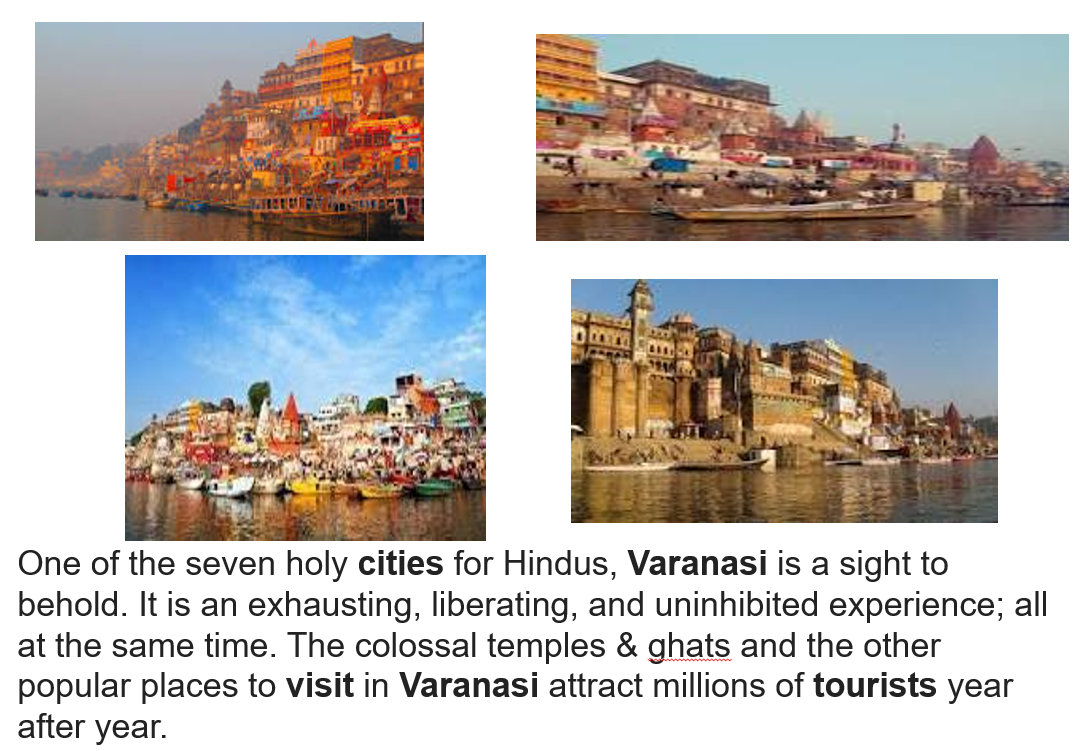 One of the seven holy cities for Hindus, Varanasi is a sight to
behold. It is an exhausting, liberating, and uninhibited experience; all
at the same time. The colossal temples & ghats and the other
popular places to visit in Varanasi attract millions of tourists year
after year.